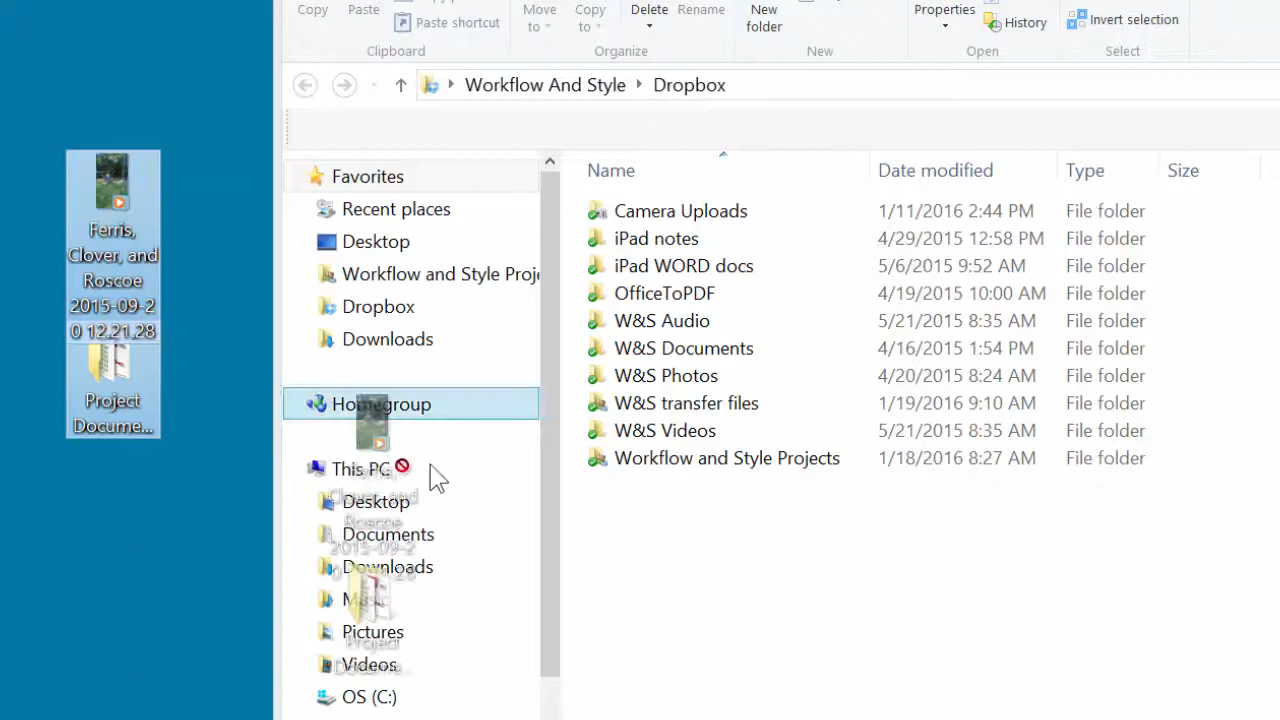 Copy
Paste
Paste shortcut
Move
to
Copy
to
Delete
Rename
New
folder
Properties
History
Invert selection
Clipboard
Organize
New
Open
Select
Workflow And Style
Dropbox
Ferris,
Clover, and
Roscoe
2015-09-2
0 12.21.28
Project
Docume...
Favorites
Recent places
Desktop
Workflow and Style Proje
Dropbox
Downloads
Homegroup
This PC
Desktop
Documents
Downloads
Pictures
Videos
OS (C:)
Name Date modified Type Size
Camera Uploads 1/11/2016 2:44 PM File folder
iPad notes 4/29/2015 12:58 PM File folder
iPad WORD docs 5/6/2015 9:52 AM File folder
OfficeToPDF 4/19/2015 10:00 AM File folder
W&S Audio 5/21/2015 8:35 AM File folder
W&S Documents 4/16/2015 1:54 PM File folder
W&S Photos 4/20/2015 8:24 AM File folder
W&S transfer files 1/19/2016 9:10 AM File folder
W&S Videos 5/21/2015 8:35 AM File folder
Workflow and Style Projects 1/18/2016 8:27 AM File folder